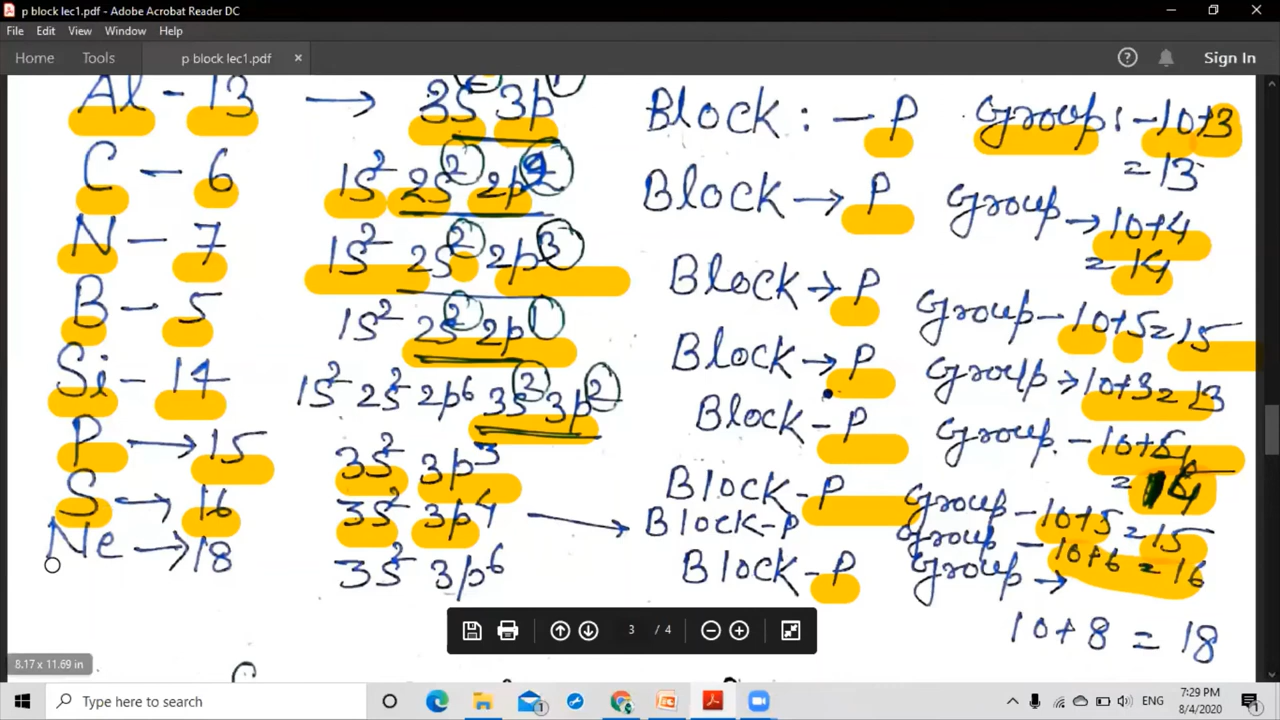 p block lec1.pdf - Adobe Acrobat Reader DC
File Edit View Window Help
Home Tools p block lec1.pdf × Sign In
Al - 13 → 3s² 3p¹ Block : - P Group : - 10+3
= 13
C - 6 1s² 2s² 2p² Block → P Group → 10+4
= 14
N - 7 1s² 2s² 2p³ Block → P Group - 10+5 = 15
B - 5 1s² 2s² 2p¹ Block → P Group → 10+3 = 13
Si - 14 1s² 2s² 2p⁶ 3s² 3p² Block - P Group - 10+4
= 14
P → 15 3s² 3p³ Block - P Group - 10+5 = 15
S → 16 3s² 3p⁴ → Block - P Group - 10+6 = 16
Ne → 18 3s² 3p⁶ Block - P Group →
10+8 = 18
3 / 4
8.17 x 11.69 in
Type here to search
ENG
7:29 PM
8/4/2020
1
1